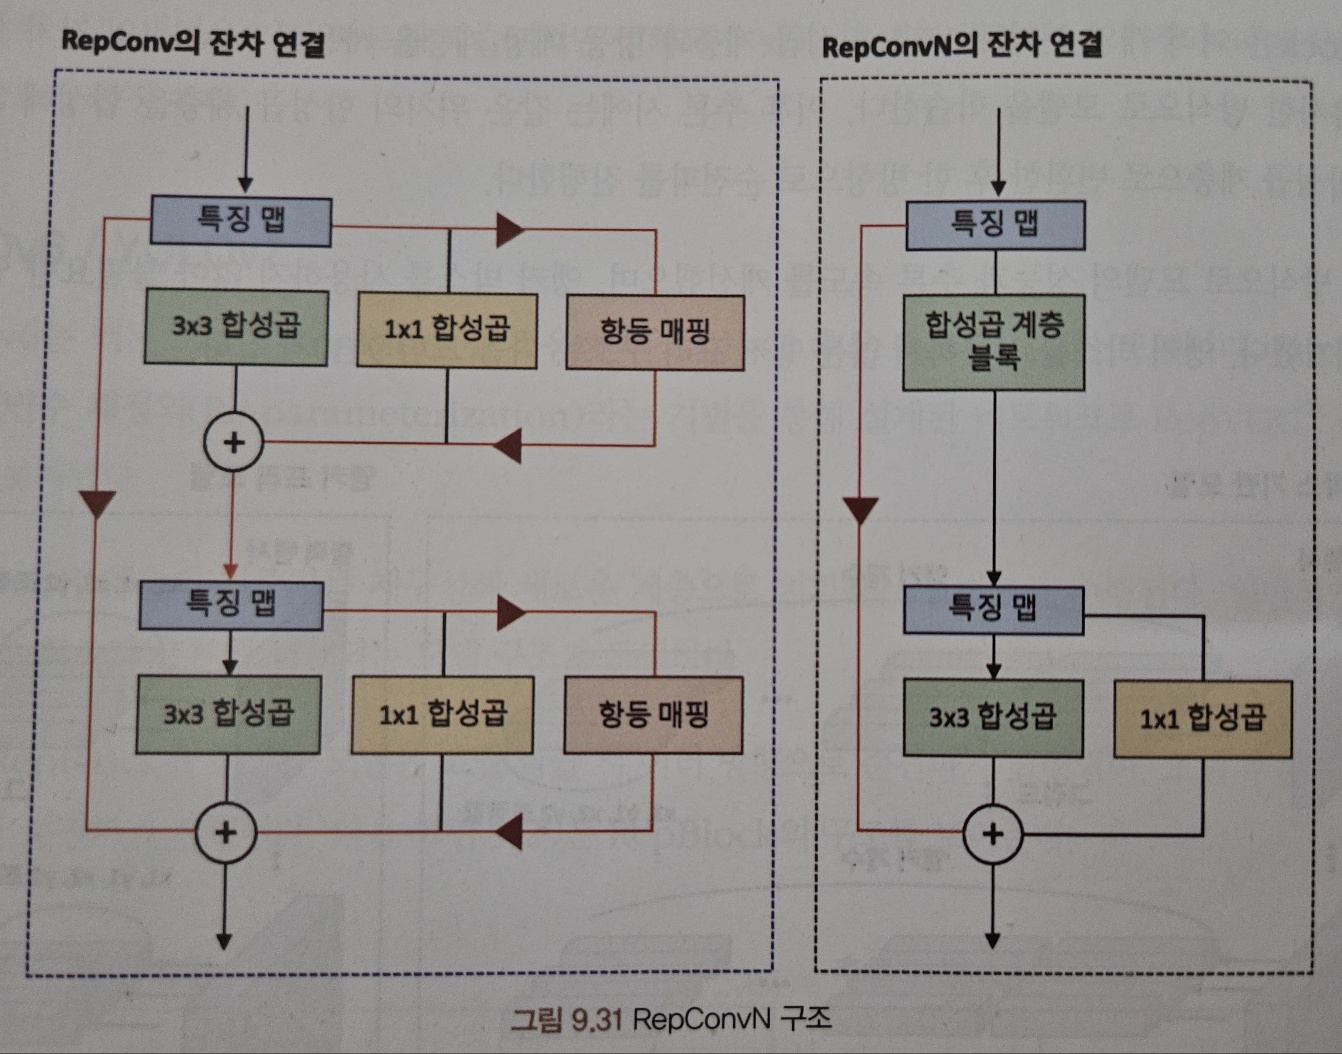 RepConv의 잔차 연결
특징 맵
3x3 합성곱
1x1 합성곱
항등 매핑
+
특징 맵
3x3 합성곱
1x1 합성곱
항등 매핑
+
RepConvN의 잔차 연결
특징 맵
합성곱 계층
블록
특징 맵
3x3 합성곱
1x1 합성곱
+
그림 9.31 RepConvN 구조